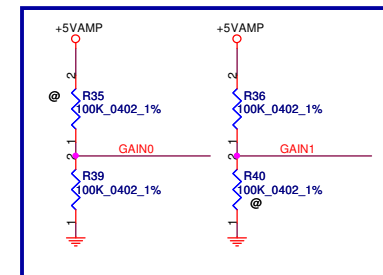 +5VAMP
+5VAMP
2
2
@
R35
R36
100K_0402_1%
100K_0402_1%
1
1
GAIN0
GAIN1
2
2
R39
R40
100K_0402_1%
100K_0402_1%
@
1
1